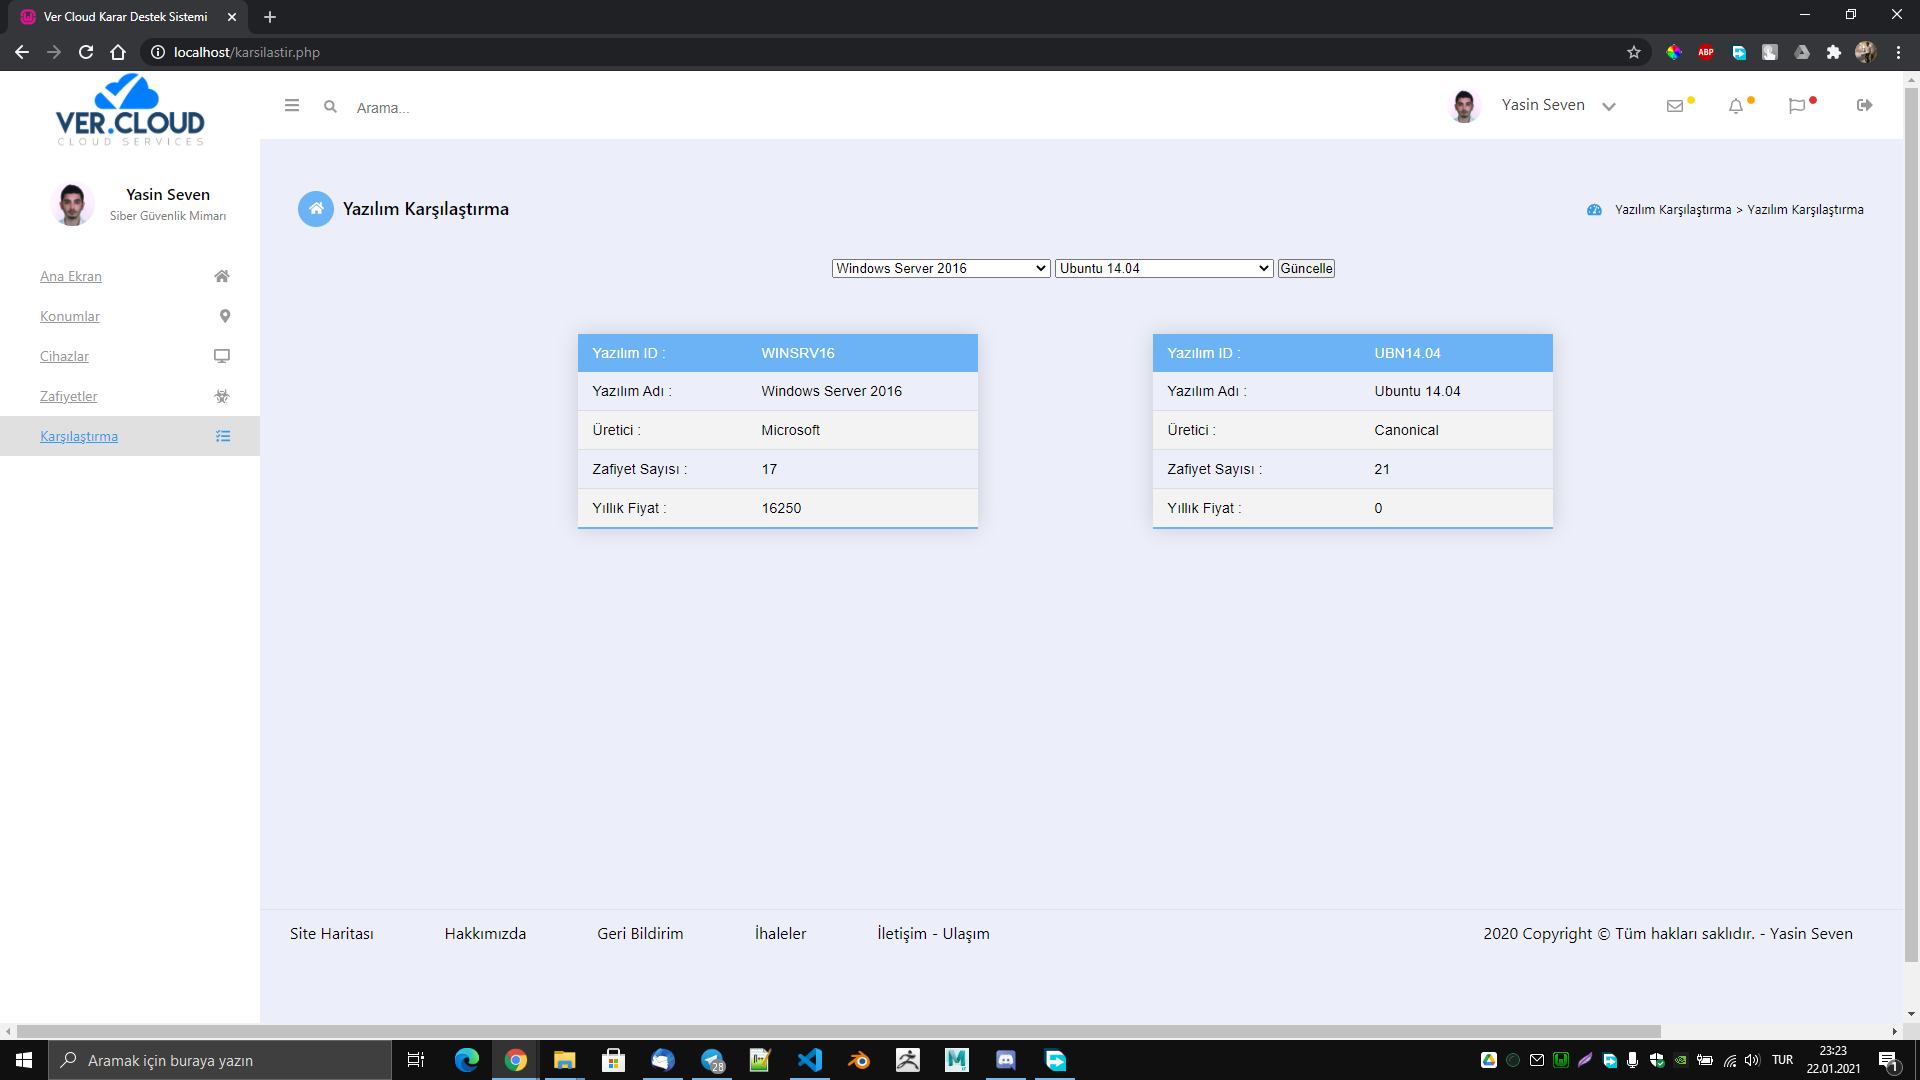 Ver Cloud Karar Destek Sistemi
localhost/karsilastir.php
ABP
VER.CLOUD
CLOUD SERVICES
Arama...
Yasin Seven
Yasin Seven
Siber Güvenlik Mimarı
Ana Ekran
Konumlar
Cihazlar
Zafiyetler
Karşılaştırma
Yazılım Karşılaştırma
Yazılım Karşılaştırma > Yazılım Karşılaştırma
Windows Server 2016 Ubuntu 14.04 Güncelle
Yazılım ID : WINSRV16
Yazılım Adı : Windows Server 2016
Üretici : Microsoft
Zafiyet Sayısı : 17
Yıllık Fiyat : 16250
Yazılım ID : UBN14.04
Yazılım Adı : Ubuntu 14.04
Üretici : Canonical
Zafiyet Sayısı : 21
Yıllık Fiyat : 0
Site Haritası Hakkımızda Geri Bildirim İhaleler İletişim - Ulaşım
2020 Copyright © Tüm hakları saklıdır. - Yasin Seven
Aramak için buraya yazın
28
TUR
23:23
22.01.2021
1